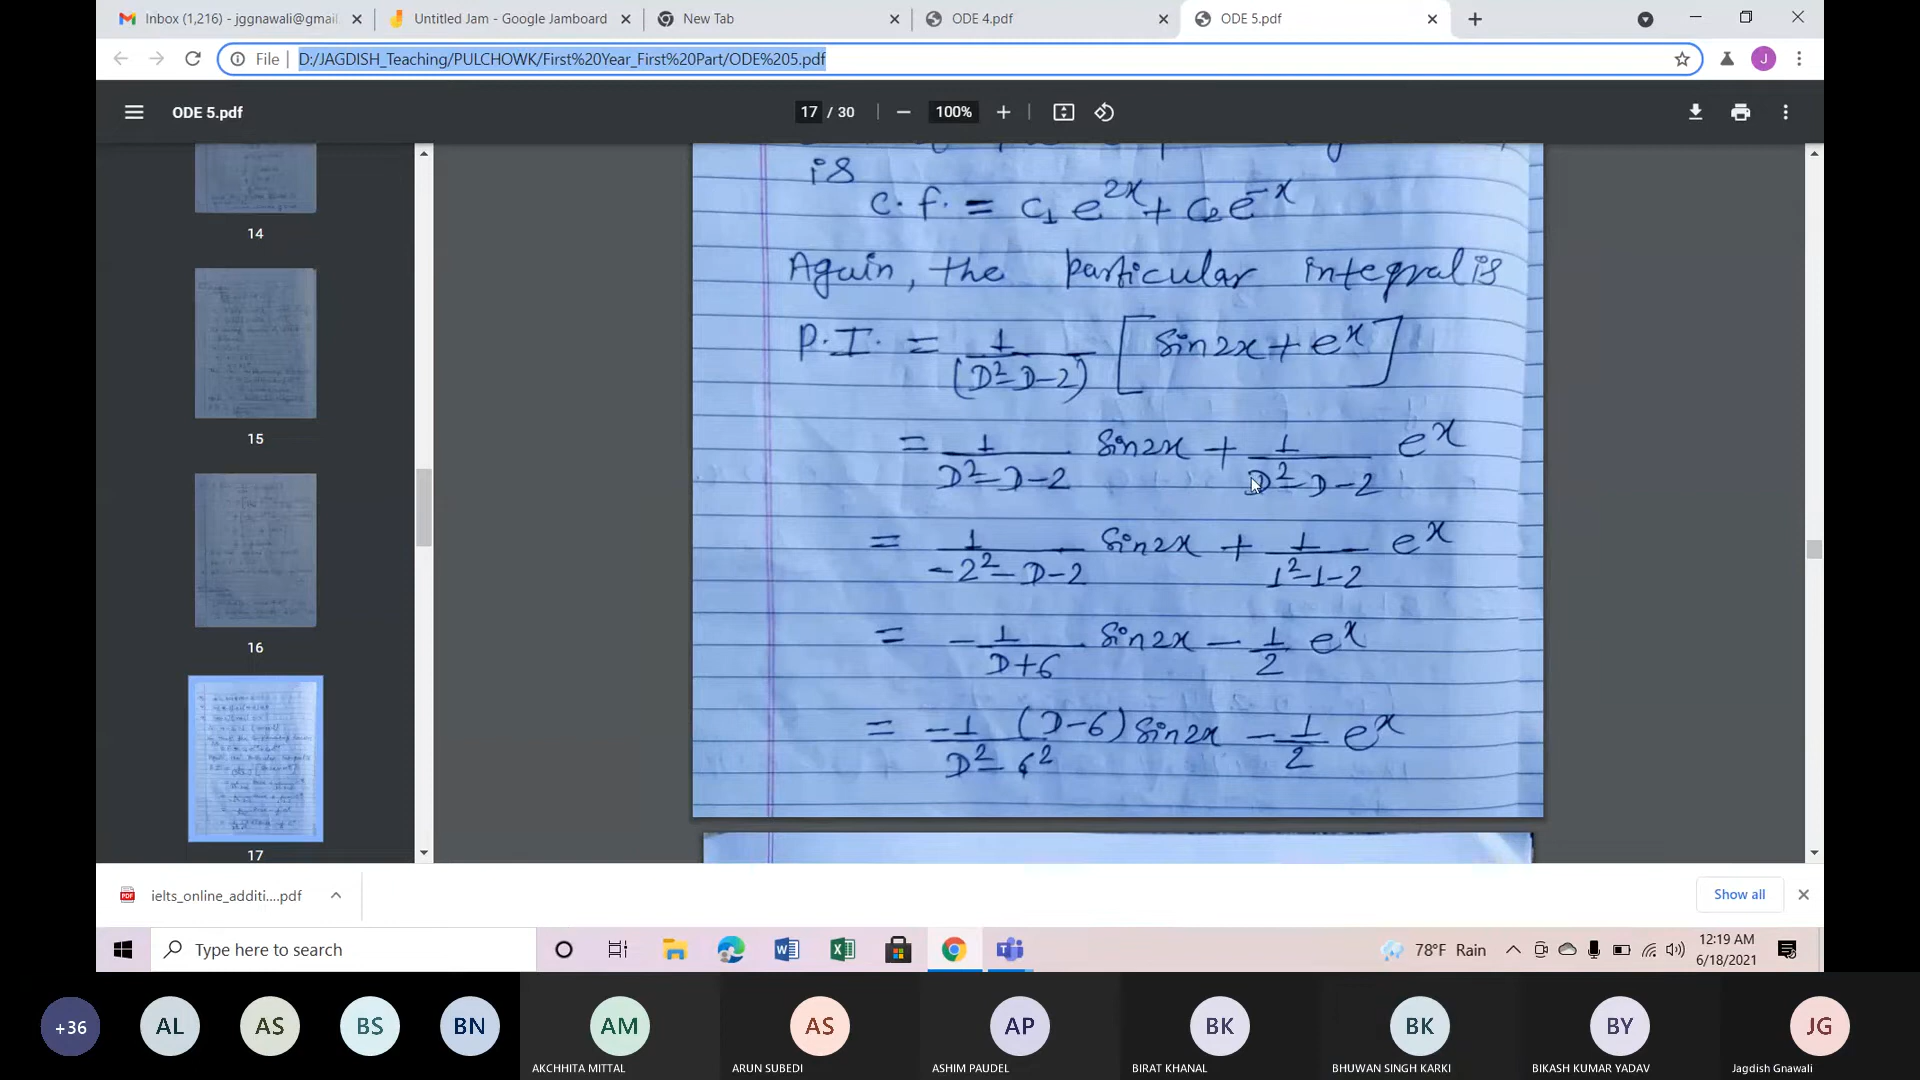 Inbox (1,216) - jggnawali@gmail.
Untitled Jam - Google Jamboard
New Tab
ODE 4.pdf
ODE 5.pdf
File | D:/JAGDISH_Teaching/PULCHOWK/First%20Year_First%20Part/ODE%205.pdf
J
ODE 5.pdf
17 / 30
100%
14
15
16
17
is
C.f. = C₁ e^{2x} + C₂ e^{-x}
Again, the particular integral is
P.I. = 1/(D²-D-2) [Sin2x + e^x]
= 1/D²-D-2 Sin2x + 1/D²-D-2 e^x
= 1/-2²-D-2 Sin2x + 1/1²-1-2 e^x
= -1/D+6 Sin2x - 1/2 e^x
= -1/D²-6² (D-6) Sin2x - 1/2 e^x
ielts_online_additi....pdf
Show all
Type here to search
78°F Rain
12:19 AM
6/18/2021
+36
AL
AS
BS
BN
AM
AS
AP
BK
BK
BY
JG
AKCHHITA MITTAL
ARUN SUBEDI
ASHIM PAUDEL
BIRAT KHANAL
BHUWAN SINGH KARKI
BIKASH KUMAR YADAV
Jagdish Gnawali